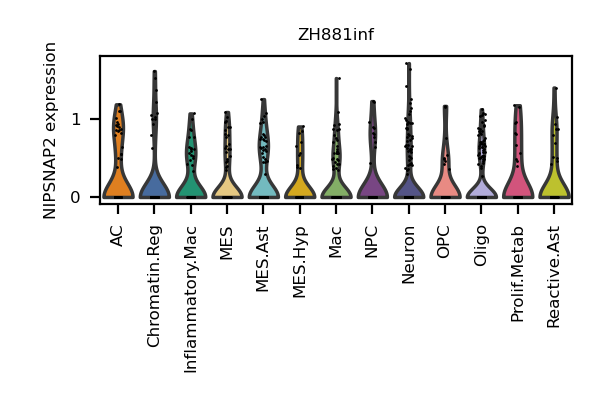 ZH881inf
NIPSNAP2 expression
1
0
AC
Chromatin.Reg
Inflammatory.Mac
MES
MES.Ast
MES.Hyp
Mac
NPC
Neuron
OPC
Oligo
Prolif.Metab
Reactive.Ast